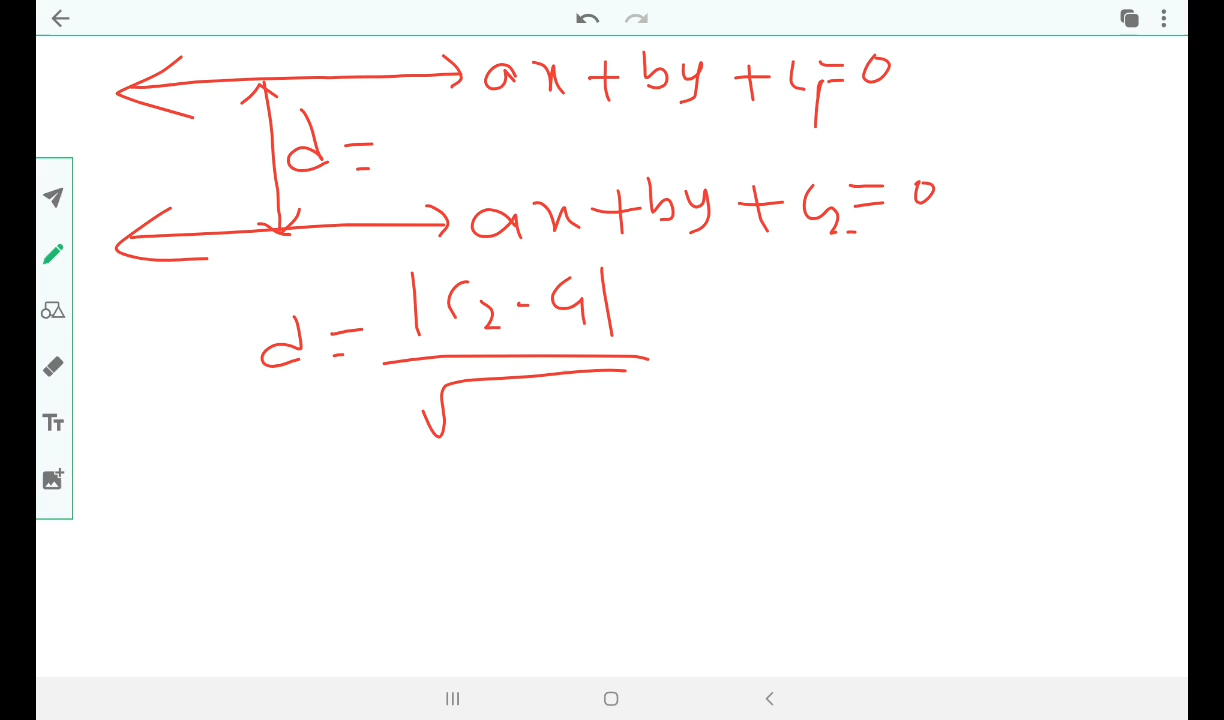 ax + by + c₁ = 0
d =
ax + by + c₂ = 0
d = |c₂ - c₁| / √